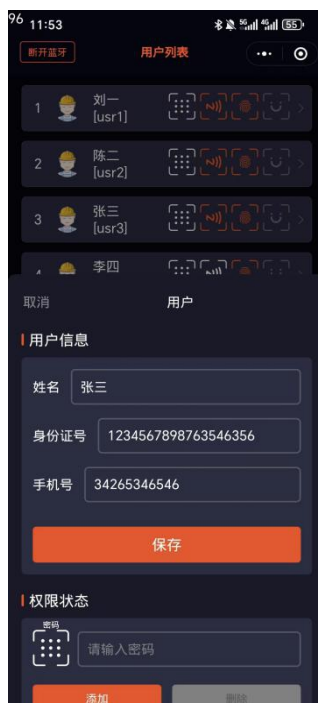 96
11:53
5G 4G 55
断开蓝牙
用户列表
1
刘一
[usr1]
2
陈二
[usr2]
3
张三
[usr3]
李四
取消
用户
用户信息
姓名
张三
身份证号
1234567898763546356
手机号
34265346546
保存
权限状态
密码
请输入密码
添加
删除